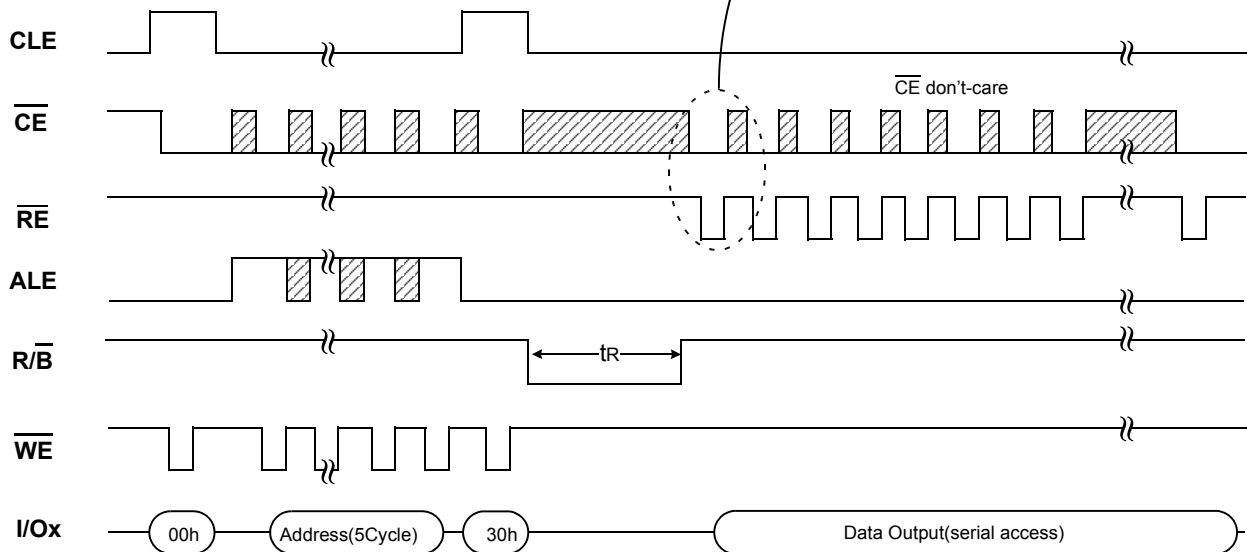 CLE
CE don't-care
CE
RE
ALE
R/B
tR
WE
I/Ox 00h Address(5Cycle) 30h Data Output(serial access)